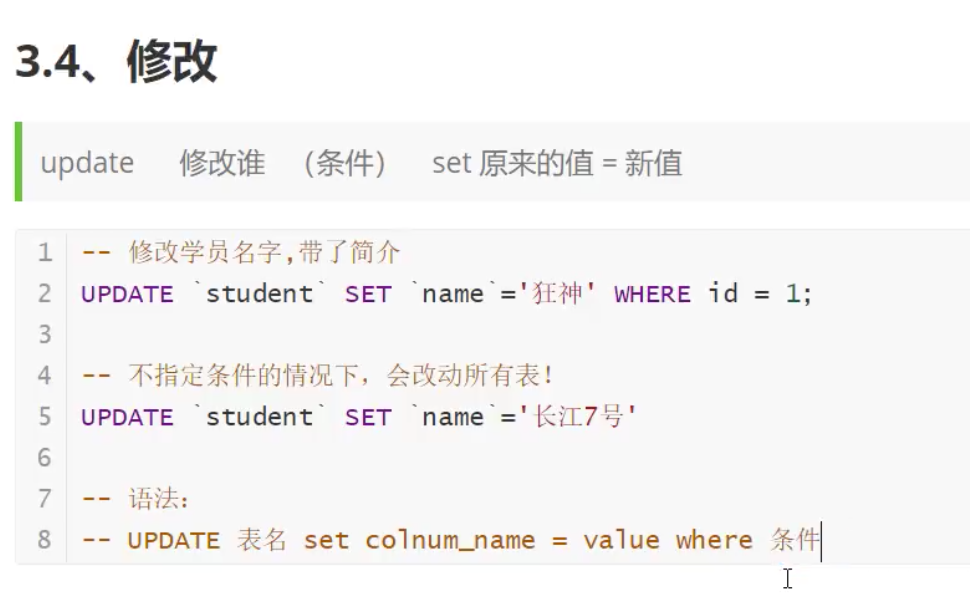 3.4、修改
update 修改谁 （条件） set 原来的值 = 新值
1 -- 修改学员名字,带了简介
2 UPDATE `student` SET `name`='狂神' WHERE id = 1;
3
4 -- 不指定条件的情况下，会改动所有表！
5 UPDATE `student` SET `name`='长江7号'
6
7 -- 语法：
8 -- UPDATE 表名 set colnum_name = value where 条件